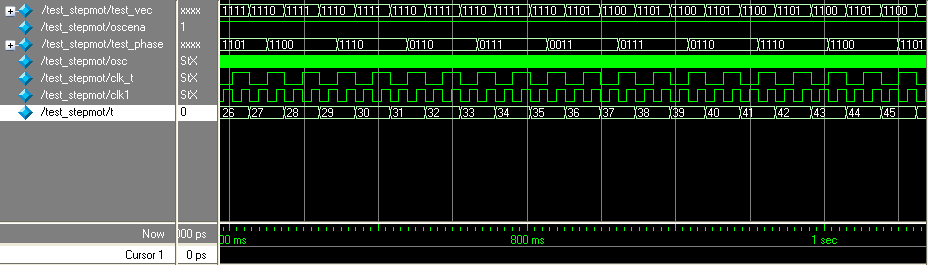 /test_stepmot/test_vec xxxx 1111 1110 1111 1110 1111 1110 1111 1110 1111 1110 1101 1100 1101 1100 1101 1100 1101 1100
/test_stepmot/oscena 1
/test_stepmot/test_phase xxxx 1101 1100 1110 0110 0111 0011 0111 0110 1110 1100 1101
/test_stepmot/osc StX
/test_stepmot/clk_t StX
/test_stepmot/clk1 StX
/test_stepmot/t 0 26 27 28 29 30 31 32 33 34 35 36 37 38 39 40 41 42 43 44 45
Now 000 ps 00 ms 800 ms 1 sec
Cursor 1 0 ps